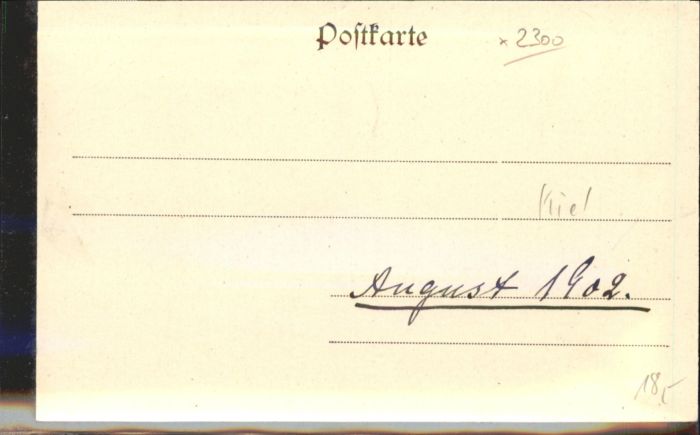 Postkarte × 2300
Kiel
August 1902.
18,-